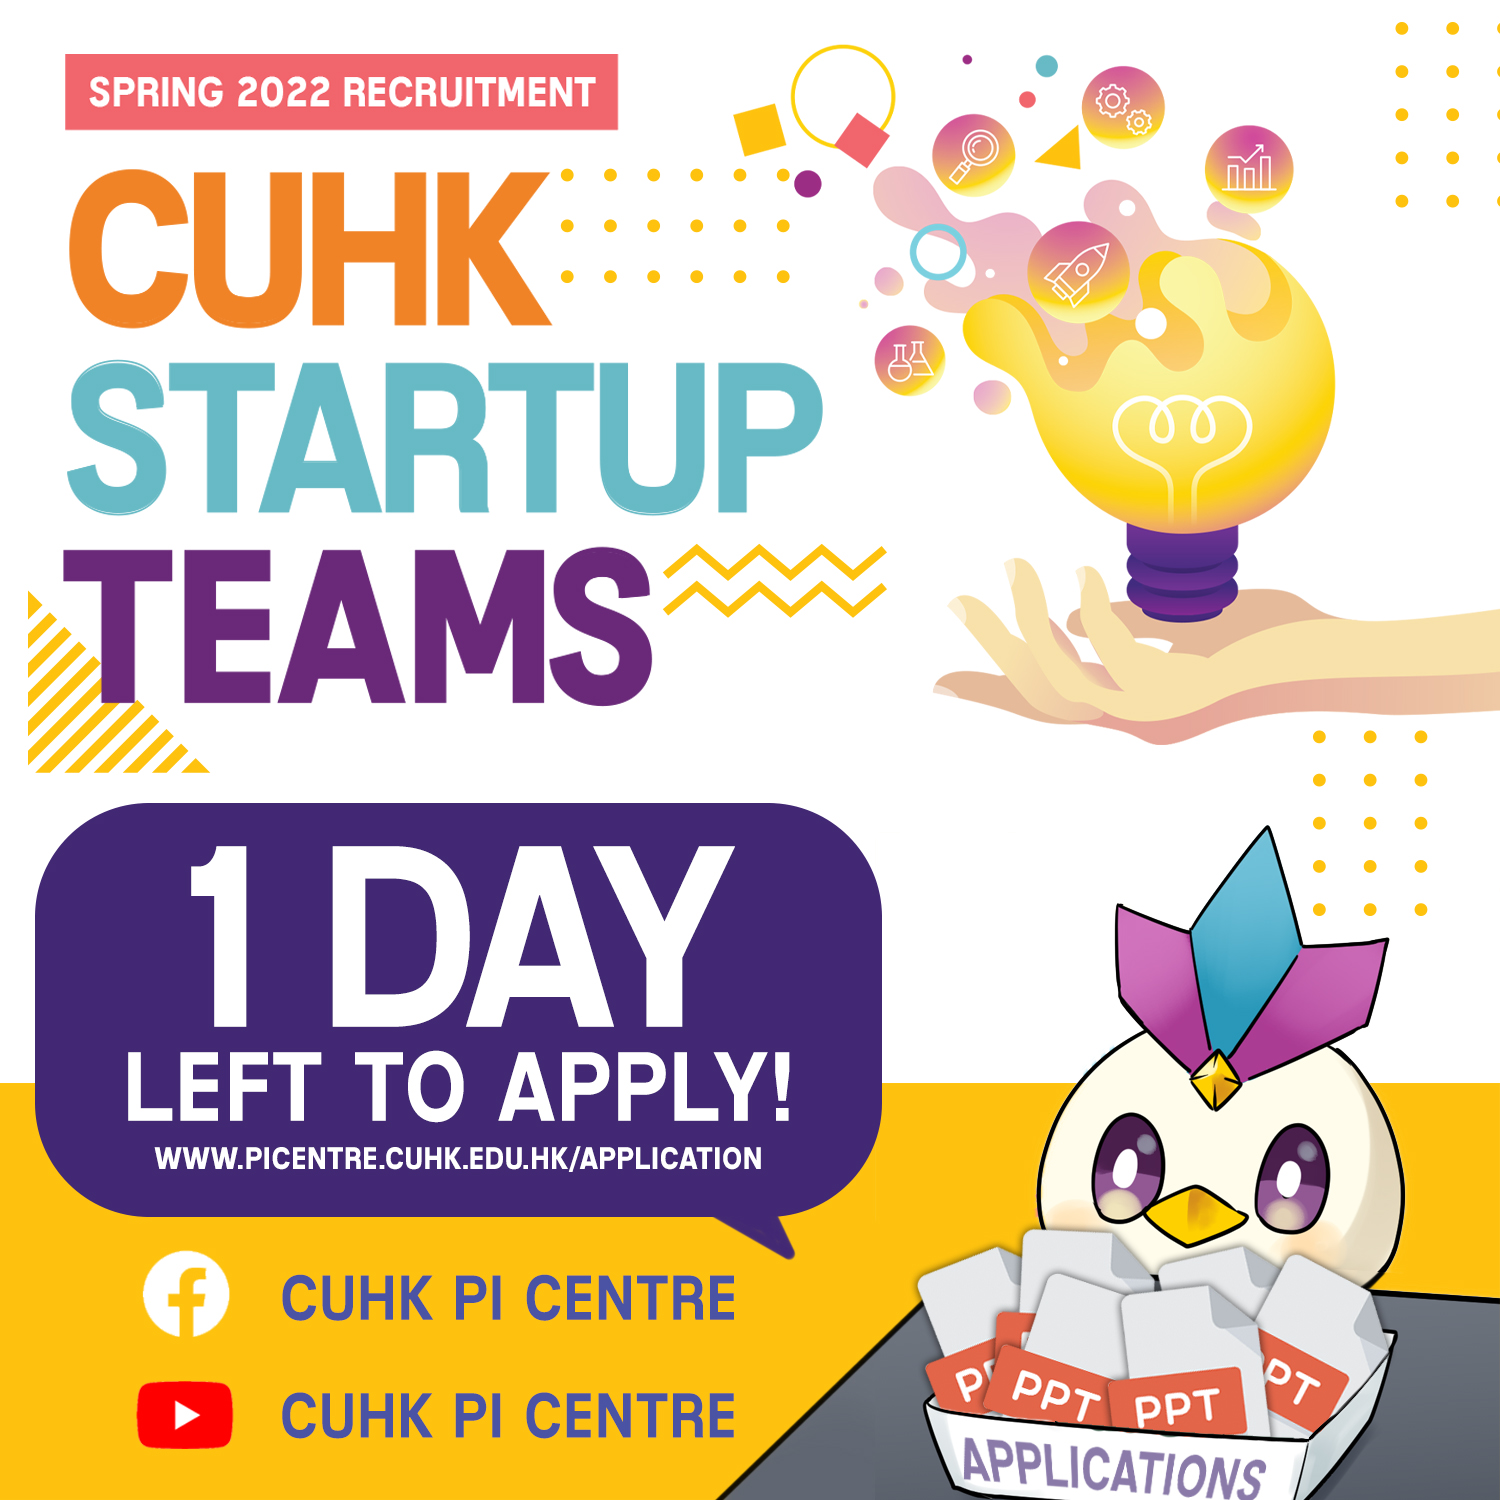 SPRING 2022 RECRUITMENT
CUHK
STARTUP
TEAMS
1 DAY
LEFT TO APPLY!
WWW.PICENTRE.CUHK.EDU.HK/APPLICATION
CUHK PI CENTRE
CUHK PI CENTRE
PPT
PPT
APPLICATIONS